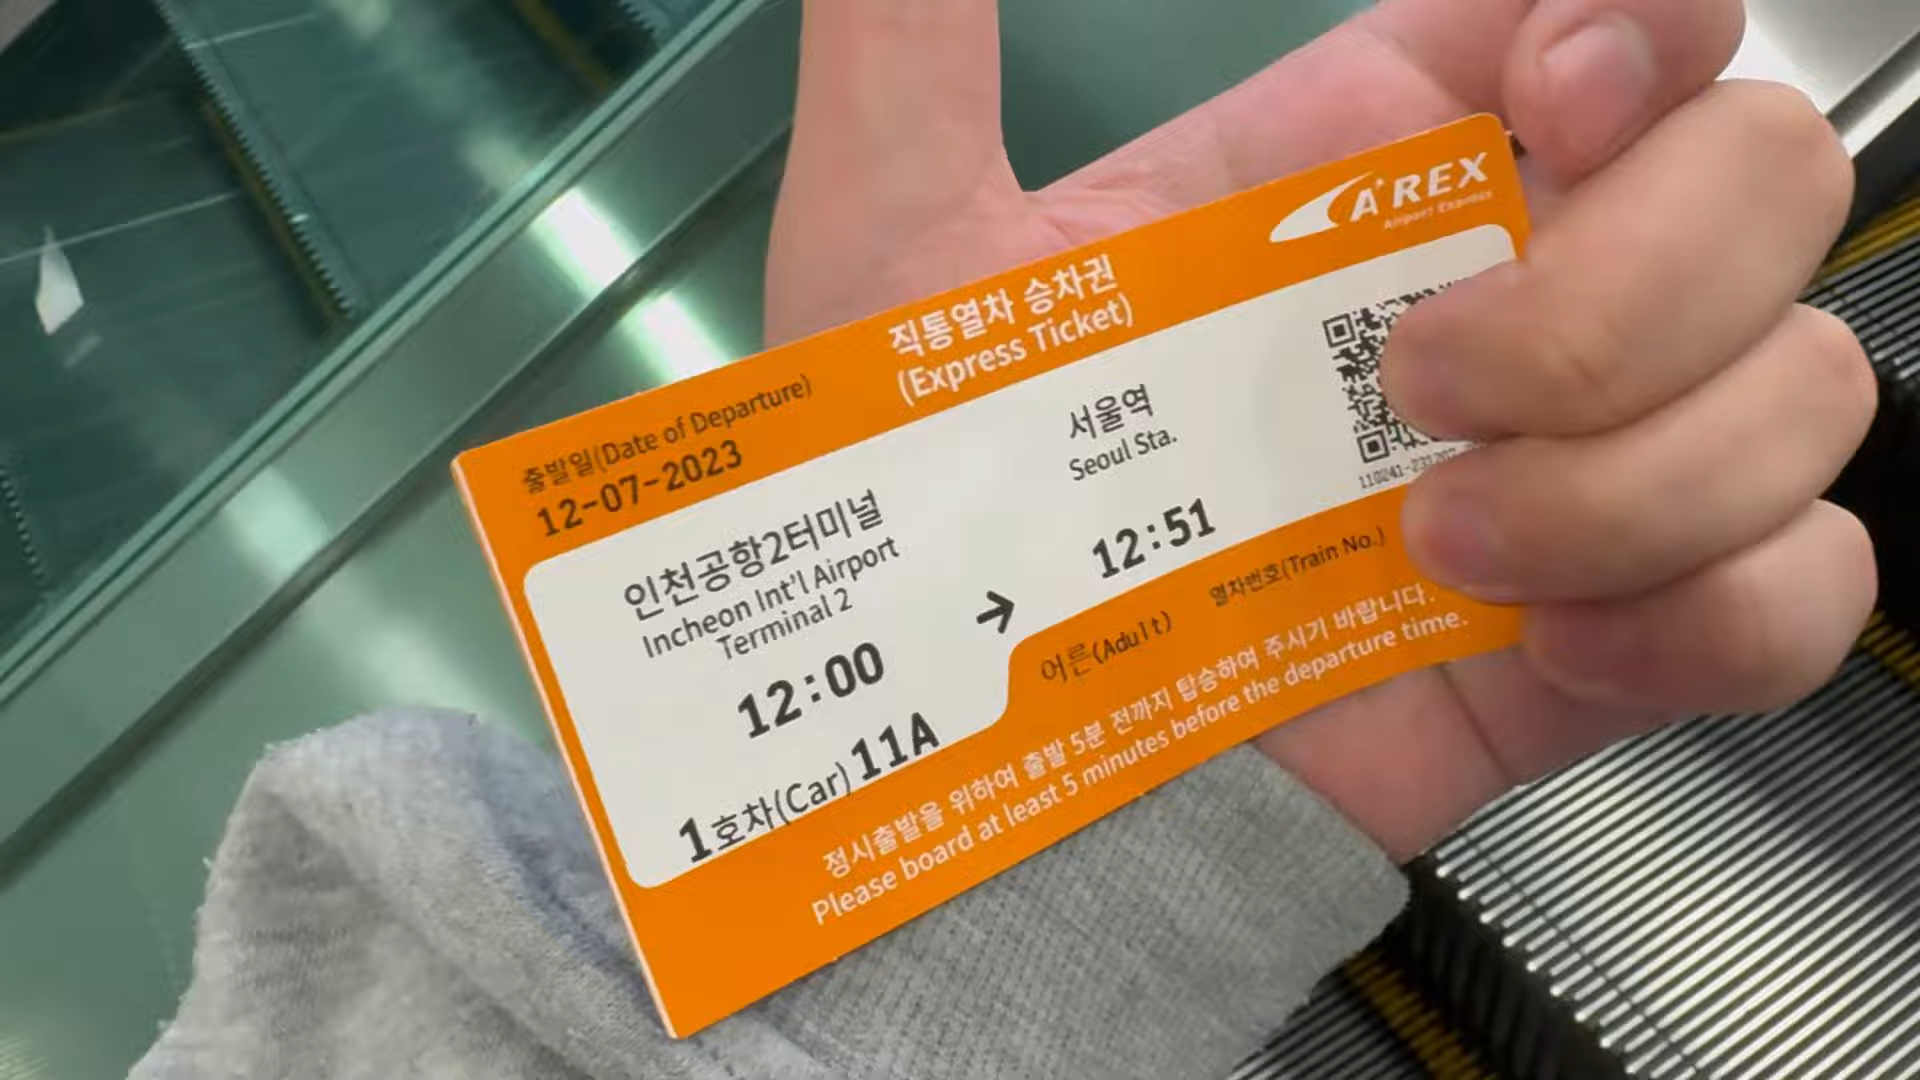 AREX
Airport Express
직통열차 승차권
(Express Ticket)
출발일(Date of Departure)
12-07-2023
인천공항2터미널
Incheon Int'l Airport
Terminal 2
12:00
→
서울역
Seoul Sta.
12:51
1호차(Car) 11A
어른(Adult)
열차번호(Train No.)
정시출발을 위하여 출발 5분 전까지 탑승하여 주시기 바랍니다.
Please board at least 5 minutes before the departure time.